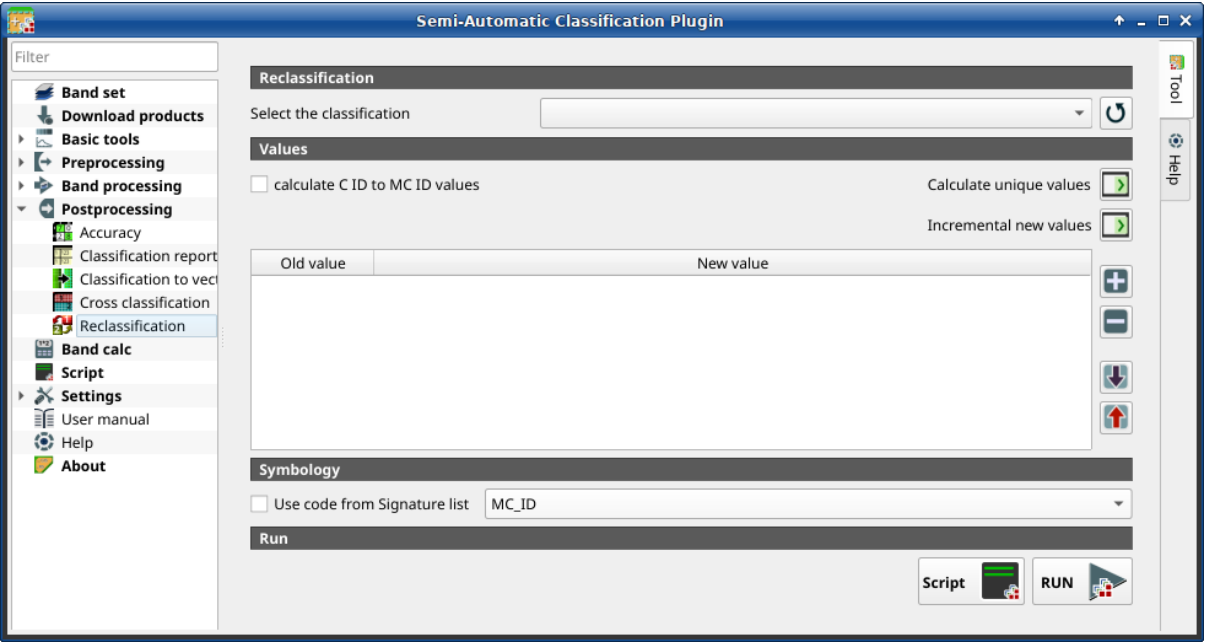 Semi-Automatic Classification Plugin
Filter
Band set
Download products
Basic tools
Preprocessing
Band processing
Postprocessing
Accuracy
Classification report
Classification to vect
Cross classification
Reclassification
Band calc
Script
Settings
User manual
Help
About
Reclassification
Select the classification
Values
calculate C ID to MC ID values
Calculate unique values
Incremental new values
Old value
New value
Symbology
Use code from Signature list
MC_ID
Run
Script
RUN
Tool
Help